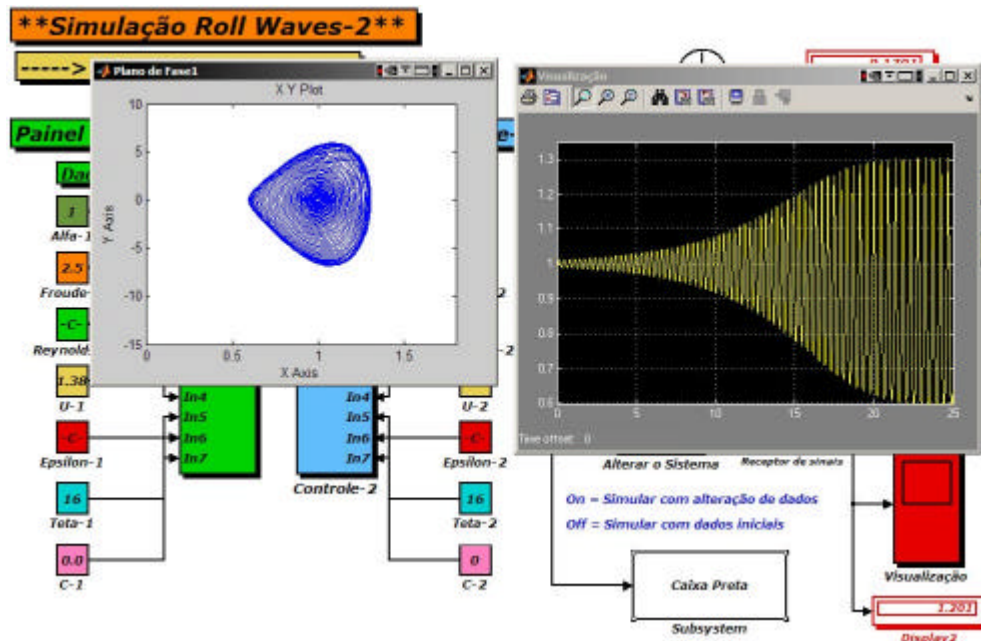 **Simulação Roll Waves-2**
----->
Plano de Fase1
X Y Plot
10
5
0
-5
-10
-15
Y Axis
0
0.5
1
1.5
X Axis
Visualização
1.3
1.2
1.1
1
0.9
0.8
0.7
0.6
0
5
10
15
20
25
Time offset: 0
Painel
1
Alfa-1
2.5
Froude-
-C-
Reynold
1.38
U-1
-C-
Epsilon-1
16
Teta-1
0.0
C-1
In4
In5
In6
In7
In4
In5
In6
In7
Controle-2
U-2
-C-
Epsilon-2
16
Teta-2
0
C-2
Alterar o Sistema
Receptor de sinais
On = Simular com alteração de dados
Off = Simular com dados iniciais
Caixa Preta
Subsystem
Visualização
1.201
Display2